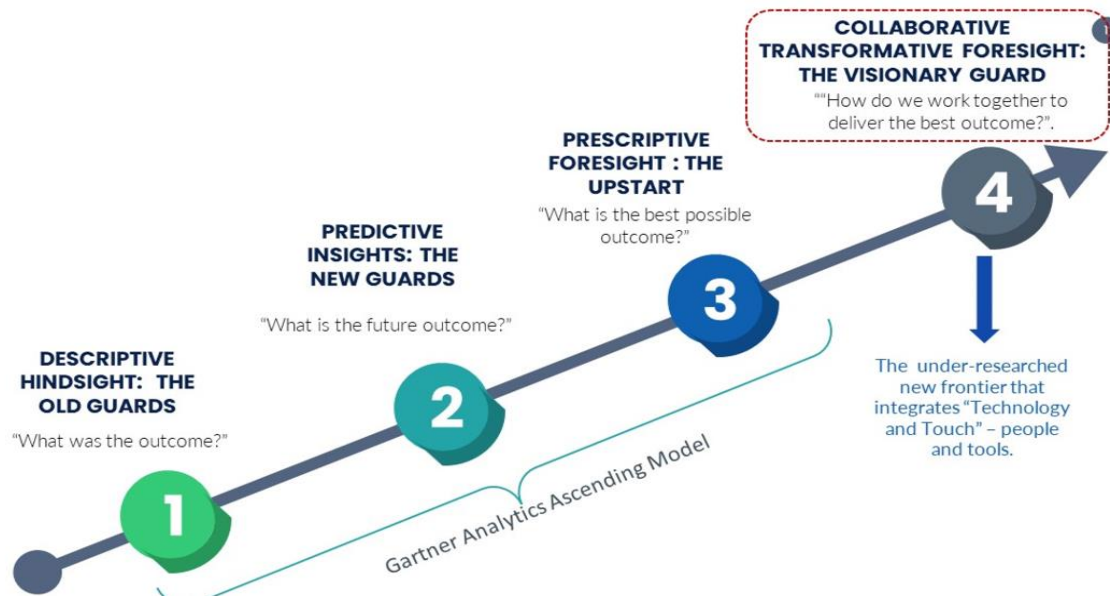 COLLABORATIVE
TRANSFORMATIVE FORESIGHT:
THE VISIONARY GUARD
““How do we work together to
deliver the best outcome?”.
1
PRESCRIPTIVE
FORESIGHT : THE
UPSTART
“What is the best possible
outcome?”
4
PREDICTIVE
INSIGHTS: THE
NEW GUARDS
“What is the future outcome?”
3
DESCRIPTIVE
HINDSIGHT: THE
OLD GUARDS
“What was the outcome?”
2
The under-researched
new frontier that
integrates “Technology
and Touch” – people
and tools.
1
Gartner Analytics Ascending Model